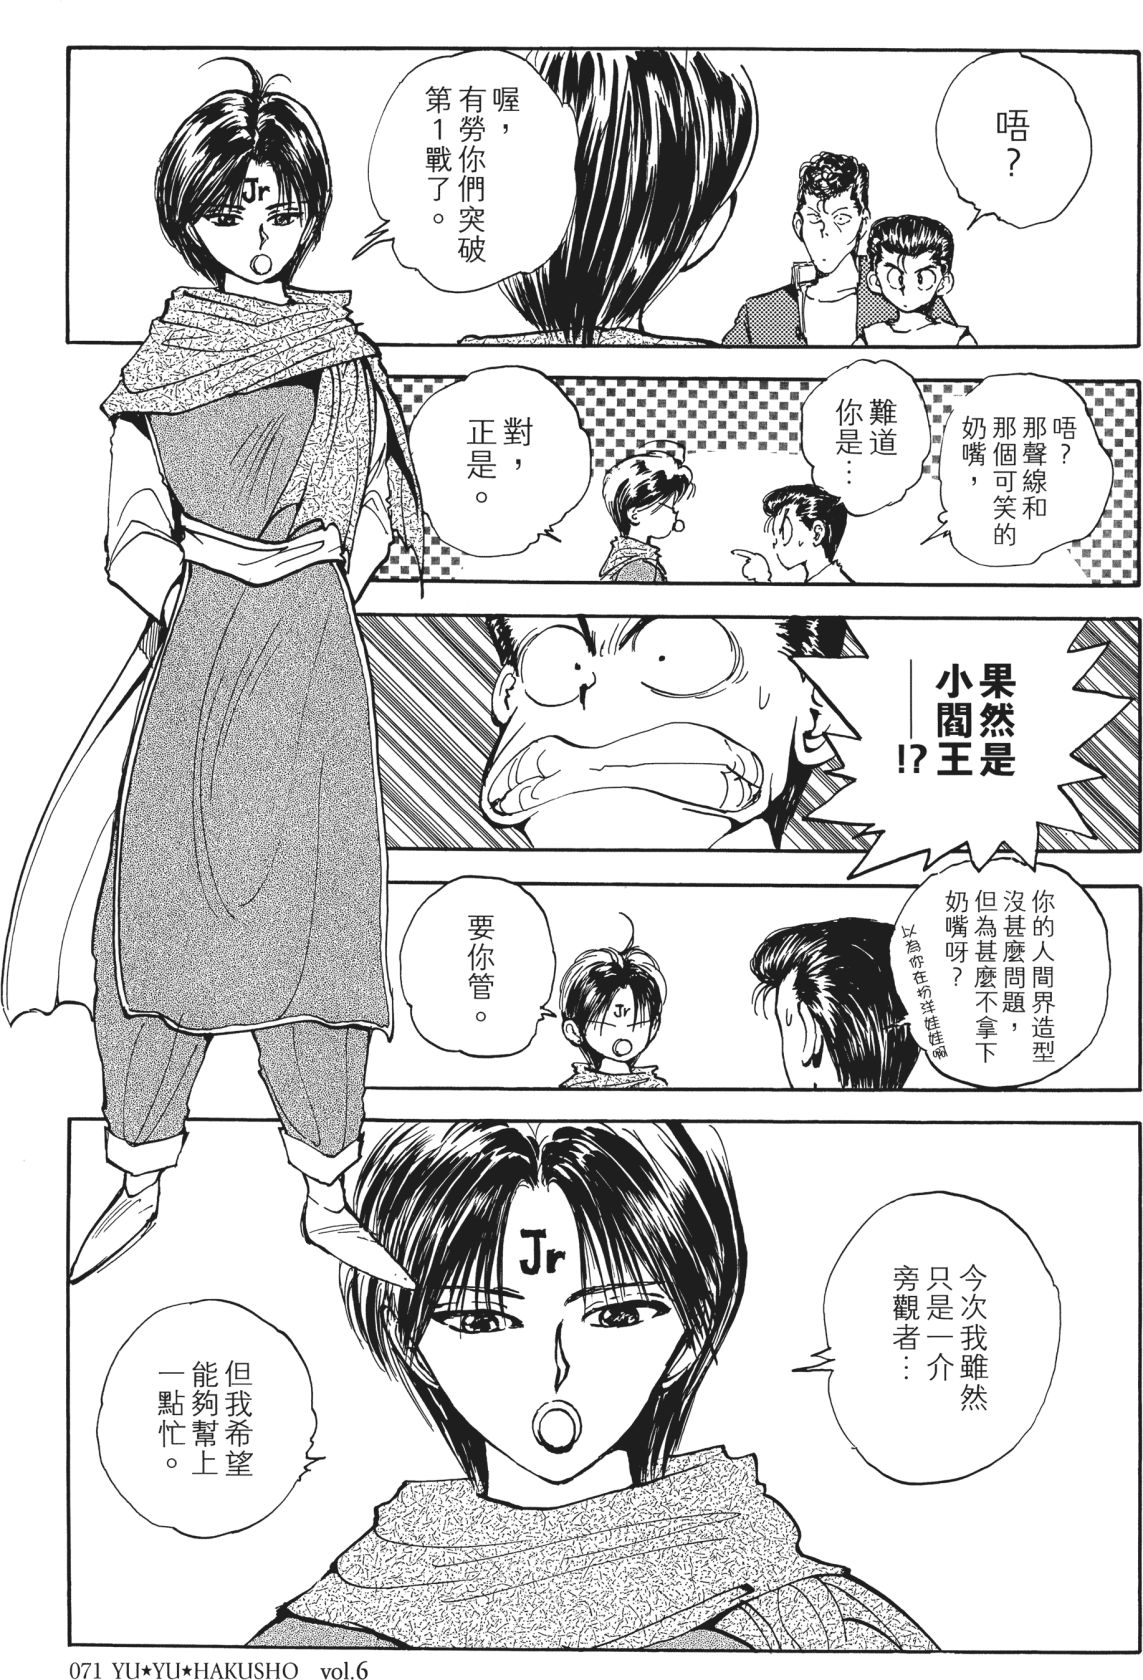 唔?
喔，
有勞你們突破
第1戰了。
Jr
唔?
那聲線和
那個可笑的
奶嘴，
難道
你是…
對，
正是。
果然是
小閻王
——
!?
你的人間界造型
沒甚麼問題，
但為甚麼不拿下
奶嘴呀?
以為你在扮洋娃娃啊
要你管。
Jr
Jr
今次我雖然
只是一介
旁觀者…
但我希望
能夠幫上
一點忙。
071 YU★YU★HAKUSHO vol.6